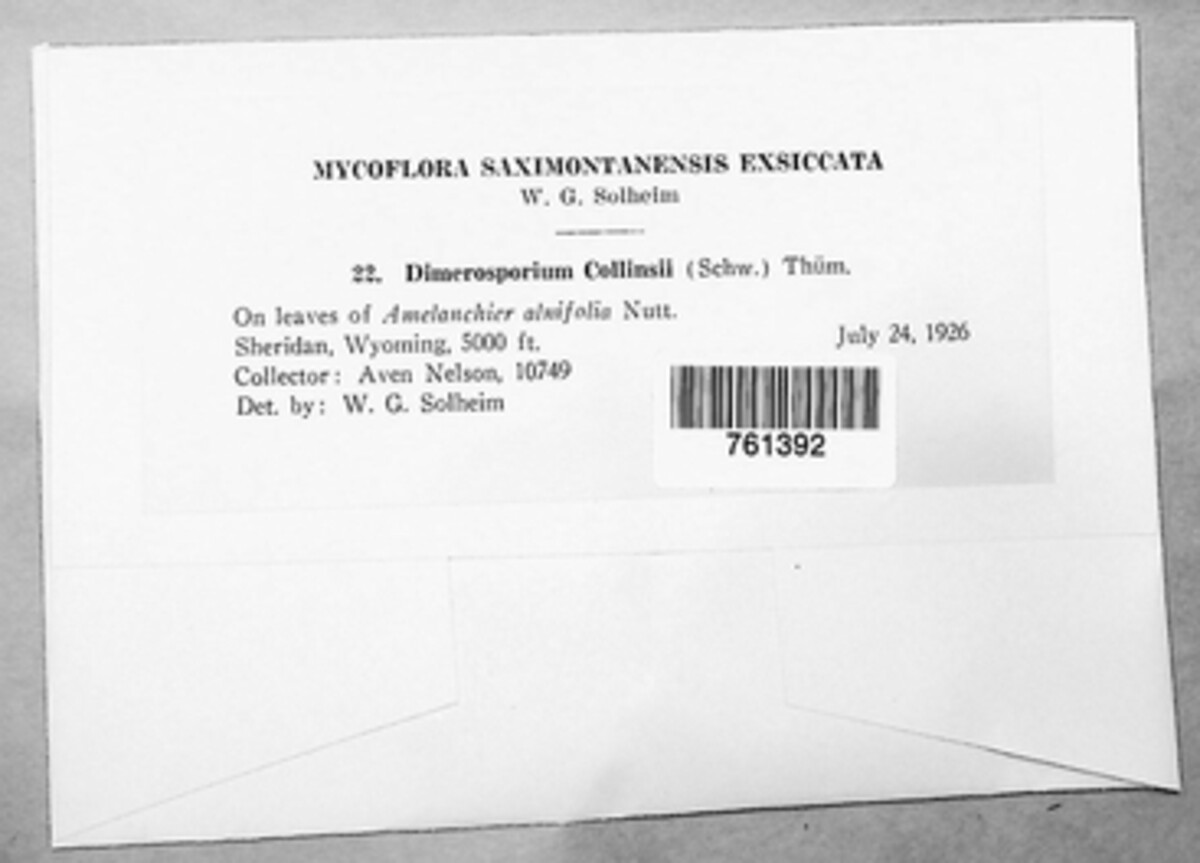 MYCOFLORA SAXIMONTANENSIS EXSICCATA
W. G. Solheim
22. Dimerosporium Collinsii (Schw.) Thüm.
On leaves of Amelanchier alnifolia Nutt.
Sheridan, Wyoming, 5000 ft. July 24, 1926
Collector: Aven Nelson, 10749
Det. by: W. G. Solheim
761392